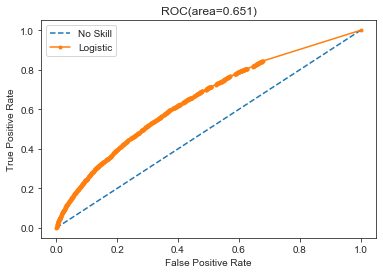 ROC(area=0.651)
No Skill
Logistic
True Positive Rate
1.0
0.8
0.6
0.4
0.2
0.0
0.0 0.2 0.4 0.6 0.8 1.0
False Positive Rate